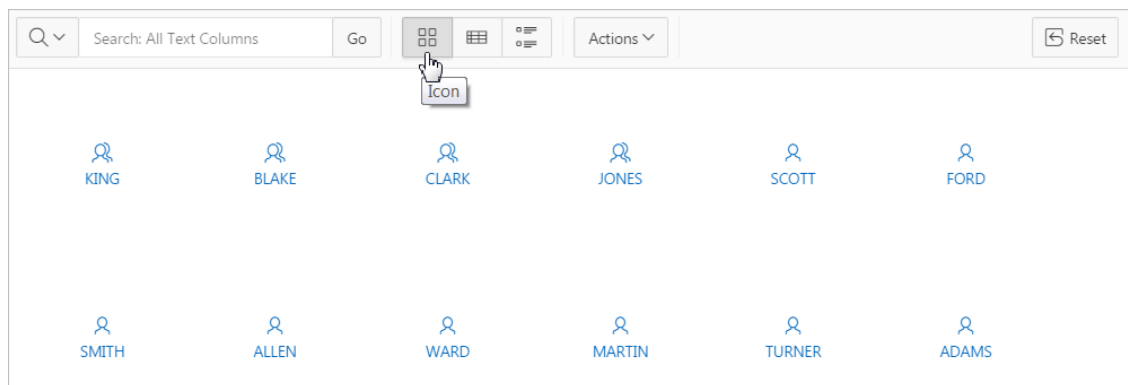 Search: All Text Columns Go Actions Reset
Icon
KING BLAKE CLARK JONES SCOTT FORD
SMITH ALLEN WARD MARTIN TURNER ADAMS